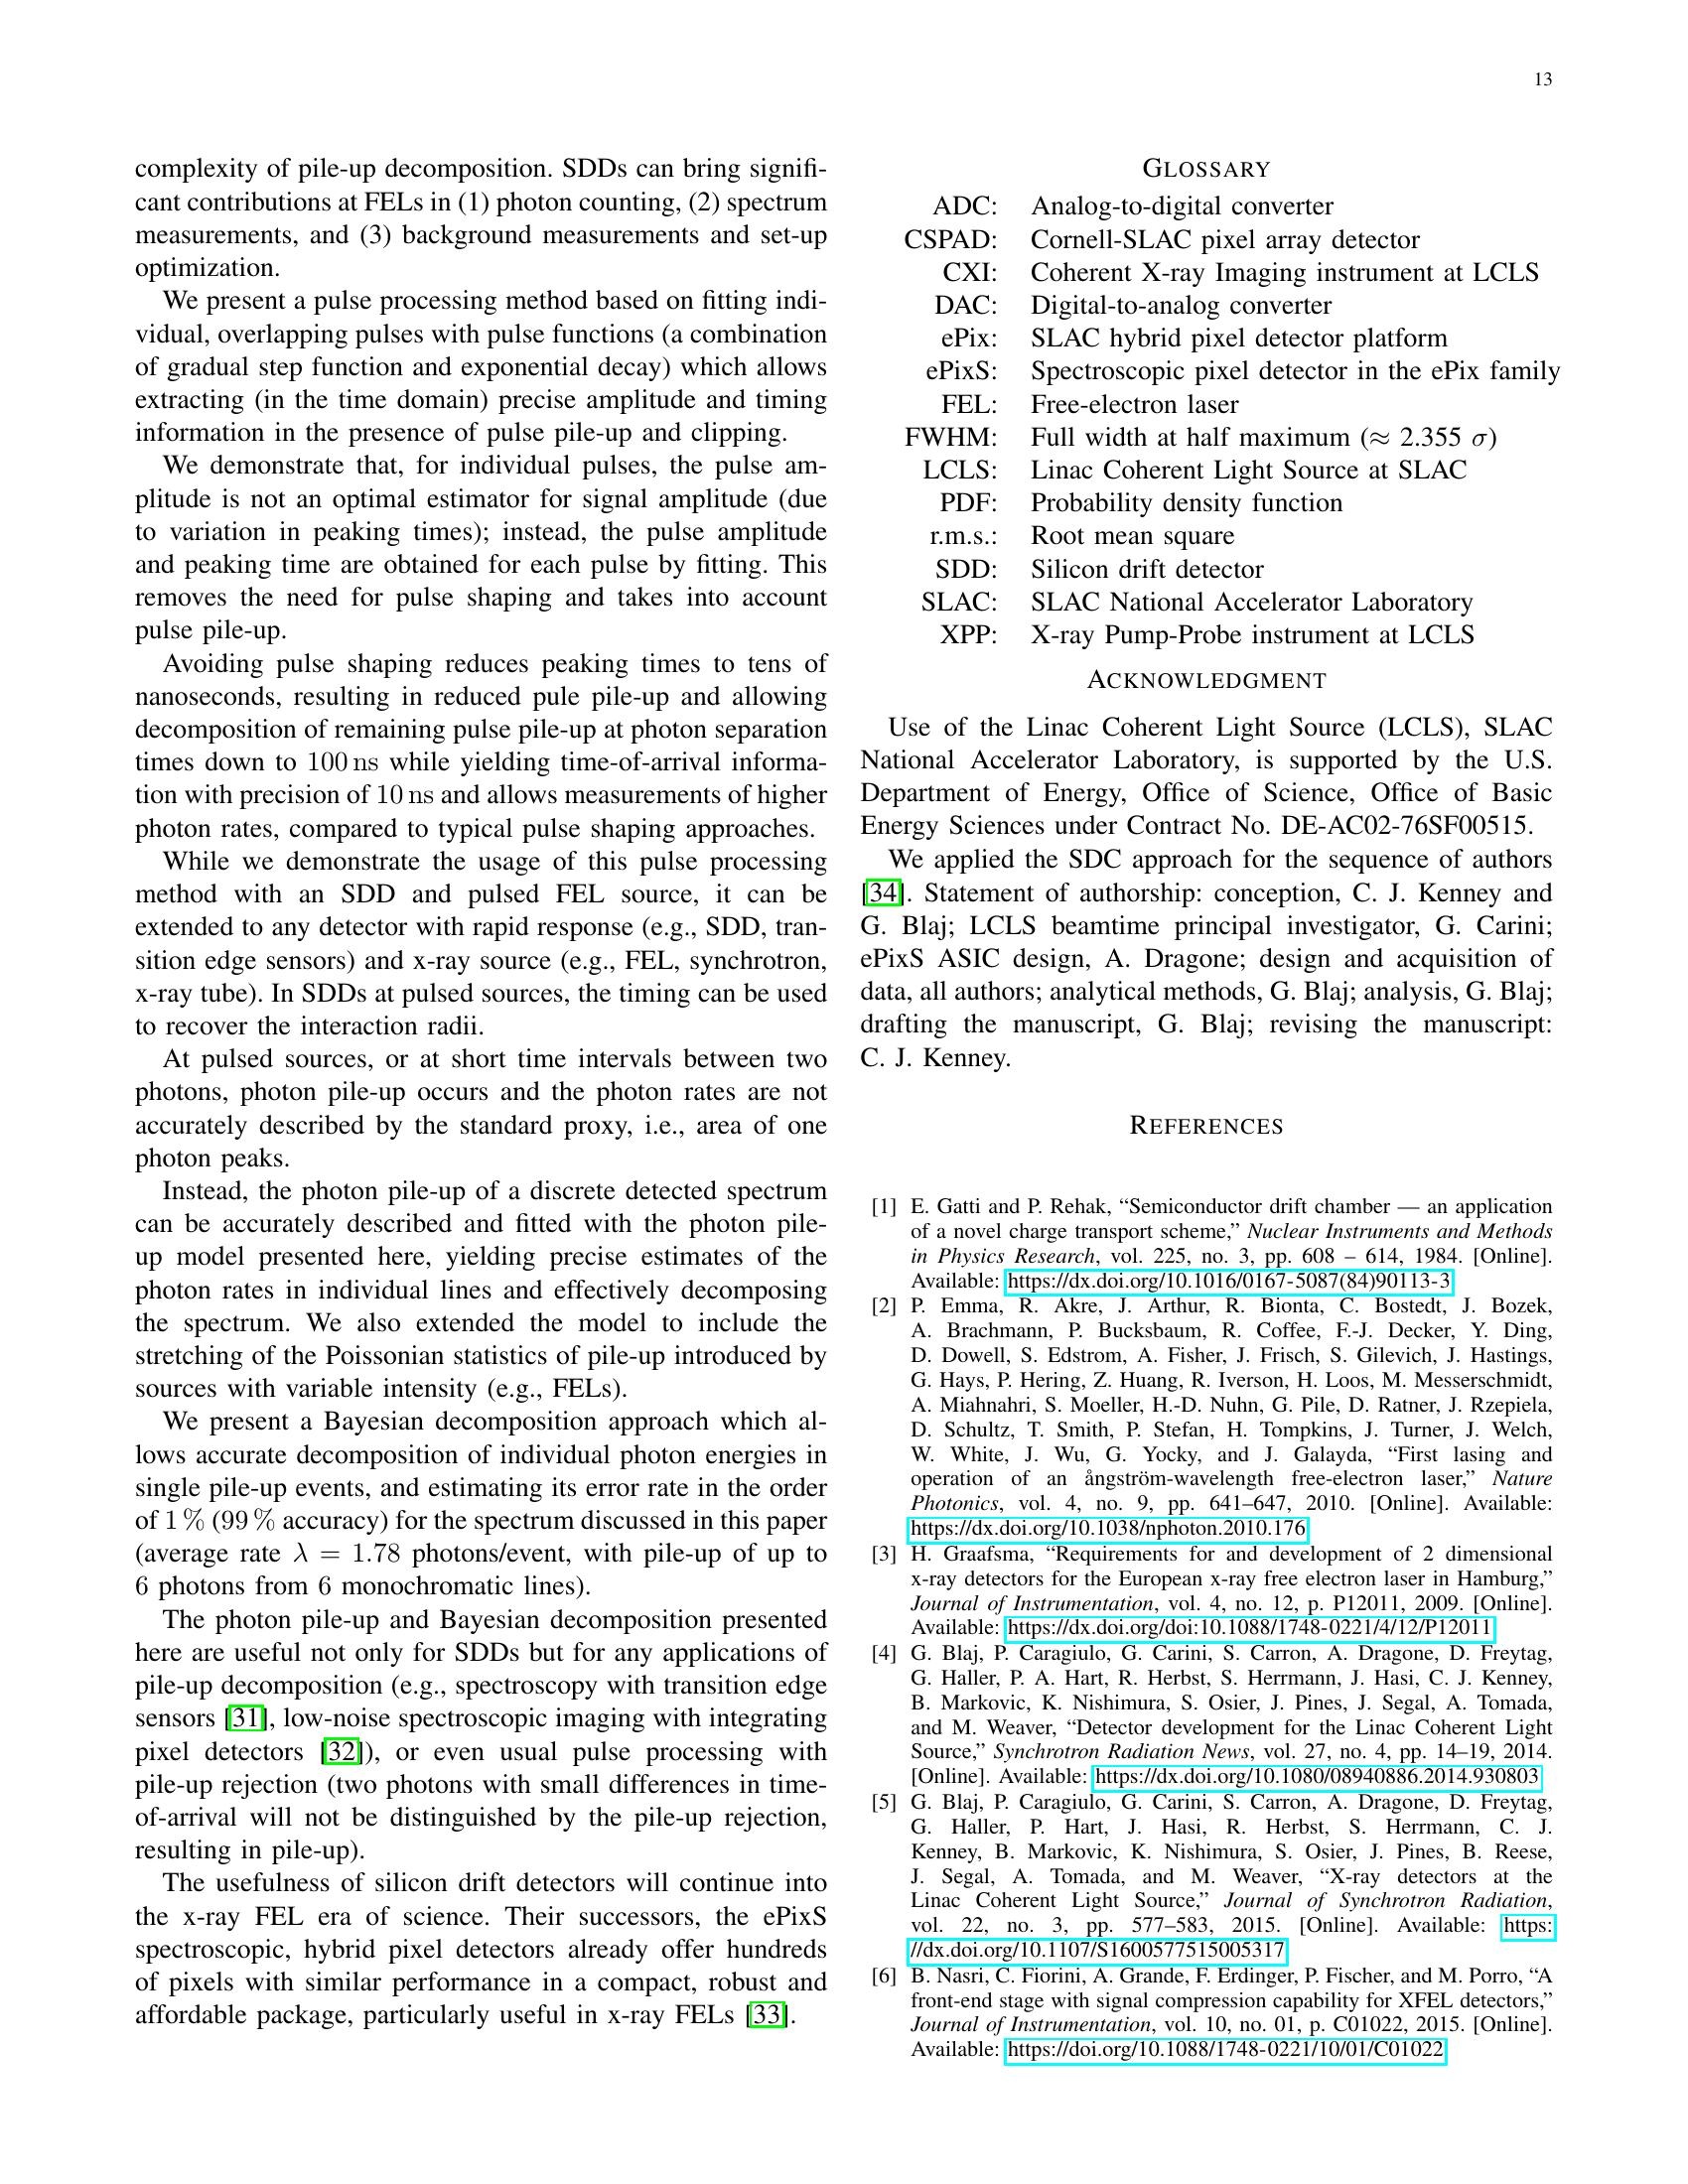 13
complexity of pile-up decomposition. SDDs can bring signifi-
cant contributions at FELs in (1) photon counting, (2) spectrum
measurements, and (3) background measurements and set-up
optimization.
We present a pulse processing method based on fitting indi-
vidual, overlapping pulses with pulse functions (a combination
of gradual step function and exponential decay) which allows
extracting (in the time domain) precise amplitude and timing
information in the presence of pulse pile-up and clipping.
We demonstrate that, for individual pulses, the pulse am-
plitude is not an optimal estimator for signal amplitude (due
to variation in peaking times); instead, the pulse amplitude
and peaking time are obtained for each pulse by fitting. This
removes the need for pulse shaping and takes into account
pulse pile-up.
Avoiding pulse shaping reduces peaking times to tens of
nanoseconds, resulting in reduced pule pile-up and allowing
decomposition of remaining pulse pile-up at photon separation
times down to 100 ns while yielding time-of-arrival informa-
tion with precision of 10 ns and allows measurements of higher
photon rates, compared to typical pulse shaping approaches.
While we demonstrate the usage of this pulse processing
method with an SDD and pulsed FEL source, it can be
extended to any detector with rapid response (e.g., SDD, tran-
sition edge sensors) and x-ray source (e.g., FEL, synchrotron,
x-ray tube). In SDDs at pulsed sources, the timing can be used
to recover the interaction radii.
At pulsed sources, or at short time intervals between two
photons, photon pile-up occurs and the photon rates are not
accurately described by the standard proxy, i.e., area of one
photon peaks.
Instead, the photon pile-up of a discrete detected spectrum
can be accurately described and fitted with the photon pile-
up model presented here, yielding precise estimates of the
photon rates in individual lines and effectively decomposing
the spectrum. We also extended the model to include the
stretching of the Poissonian statistics of pile-up introduced by
sources with variable intensity (e.g., FELs).
We present a Bayesian decomposition approach which al-
lows accurate decomposition of individual photon energies in
single pile-up events, and estimating its error rate in the order
of 1 % (99 % accuracy) for the spectrum discussed in this paper
(average rate λ = 1.78 photons/event, with pile-up of up to
6 photons from 6 monochromatic lines).
The photon pile-up and Bayesian decomposition presented
here are useful not only for SDDs but for any applications of
pile-up decomposition (e.g., spectroscopy with transition edge
sensors [31], low-noise spectroscopic imaging with integrating
pixel detectors [32]), or even usual pulse processing with
pile-up rejection (two photons with small differences in time-
of-arrival will not be distinguished by the pile-up rejection,
resulting in pile-up).
The usefulness of silicon drift detectors will continue into
the x-ray FEL era of science. Their successors, the ePixS
spectroscopic, hybrid pixel detectors already offer hundreds
of pixels with similar performance in a compact, robust and
affordable package, particularly useful in x-ray FELs [33].
GLOSSARY
ADC: Analog-to-digital converter
CSPAD: Cornell-SLAC pixel array detector
CXI: Coherent X-ray Imaging instrument at LCLS
DAC: Digital-to-analog converter
ePix: SLAC hybrid pixel detector platform
ePixS: Spectroscopic pixel detector in the ePix family
FEL: Free-electron laser
FWHM: Full width at half maximum (≈ 2.355 σ)
LCLS: Linac Coherent Light Source at SLAC
PDF: Probability density function
r.m.s.: Root mean square
SDD: Silicon drift detector
SLAC: SLAC National Accelerator Laboratory
XPP: X-ray Pump-Probe instrument at LCLS
ACKNOWLEDGMENT
Use of the Linac Coherent Light Source (LCLS), SLAC
National Accelerator Laboratory, is supported by the U.S.
Department of Energy, Office of Science, Office of Basic
Energy Sciences under Contract No. DE-AC02-76SF00515.
We applied the SDC approach for the sequence of authors
[34]. Statement of authorship: conception, C. J. Kenney and
G. Blaj; LCLS beamtime principal investigator, G. Carini;
ePixS ASIC design, A. Dragone; design and acquisition of
data, all authors; analytical methods, G. Blaj; analysis, G. Blaj;
drafting the manuscript, G. Blaj; revising the manuscript:
C. J. Kenney.
REFERENCES
[1] E. Gatti and P. Rehak, “Semiconductor drift chamber — an application
of a novel charge transport scheme,” Nuclear Instruments and Methods
in Physics Research, vol. 225, no. 3, pp. 608 – 614, 1984. [Online].
Available: https://dx.doi.org/10.1016/0167-5087(84)90113-3
[2] P. Emma, R. Akre, J. Arthur, R. Bionta, C. Bostedt, J. Bozek,
A. Brachmann, P. Bucksbaum, R. Coffee, F.-J. Decker, Y. Ding,
D. Dowell, S. Edstrom, A. Fisher, J. Frisch, S. Gilevich, J. Hastings,
G. Hays, P. Hering, Z. Huang, R. Iverson, H. Loos, M. Messerschmidt,
A. Miahnahri, S. Moeller, H.-D. Nuhn, G. Pile, D. Ratner, J. Rzepiela,
D. Schultz, T. Smith, P. Stefan, H. Tompkins, J. Turner, J. Welch,
W. White, J. Wu, G. Yocky, and J. Galayda, “First lasing and
operation of an ångström-wavelength free-electron laser,” Nature
Photonics, vol. 4, no. 9, pp. 641–647, 2010. [Online]. Available:
https://dx.doi.org/10.1038/nphoton.2010.176
[3] H. Graafsma, “Requirements for and development of 2 dimensional
x-ray detectors for the European x-ray free electron laser in Hamburg,”
Journal of Instrumentation, vol. 4, no. 12, p. P12011, 2009. [Online].
Available: https://dx.doi.org/doi:10.1088/1748-0221/4/12/P12011
[4] G. Blaj, P. Caragiulo, G. Carini, S. Carron, A. Dragone, D. Freytag,
G. Haller, P. A. Hart, R. Herbst, S. Herrmann, J. Hasi, C. J. Kenney,
B. Markovic, K. Nishimura, S. Osier, J. Pines, J. Segal, A. Tomada,
and M. Weaver, “Detector development for the Linac Coherent Light
Source,” Synchrotron Radiation News, vol. 27, no. 4, pp. 14–19, 2014.
[Online]. Available: https://dx.doi.org/10.1080/08940886.2014.930803
[5] G. Blaj, P. Caragiulo, G. Carini, S. Carron, A. Dragone, D. Freytag,
G. Haller, P. Hart, J. Hasi, R. Herbst, S. Herrmann, C. J.
Kenney, B. Markovic, K. Nishimura, S. Osier, J. Pines, B. Reese,
J. Segal, A. Tomada, and M. Weaver, “X-ray detectors at the
Linac Coherent Light Source,” Journal of Synchrotron Radiation,
vol. 22, no. 3, pp. 577–583, 2015. [Online]. Available: https:
//dx.doi.org/10.1107/S1600577515005317
[6] B. Nasri, C. Fiorini, A. Grande, F. Erdinger, P. Fischer, and M. Porro, “A
front-end stage with signal compression capability for XFEL detectors,”
Journal of Instrumentation, vol. 10, no. 01, p. C01022, 2015. [Online].
Available: https://doi.org/10.1088/1748-0221/10/01/C01022